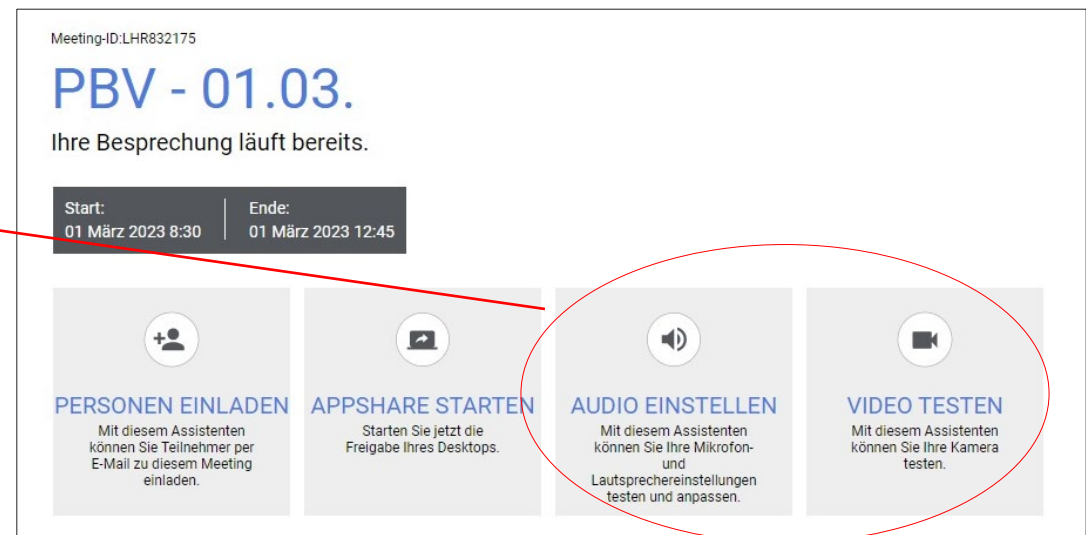 Meeting-ID:LHR832175
PBV - 01.03.
Ihre Besprechung läuft bereits.
Start:
01 März 2023 8:30
Ende:
01 März 2023 12:45
PERSONEN EINLADEN
Mit diesem Assistenten
können Sie Teilnehmer per
E-Mail zu diesem Meeting
einladen.
APPSHARE STARTEN
Starten Sie jetzt die
Freigabe Ihres Desktops.
AUDIO EINSTELLEN
Mit diesem Assistenten
können Sie Ihre Mikrofon-
und
Lautsprechereinstellungen
testen und anpassen.
VIDEO TESTEN
Mit diesem Assistenten
können Sie Ihre Kamera
testen.